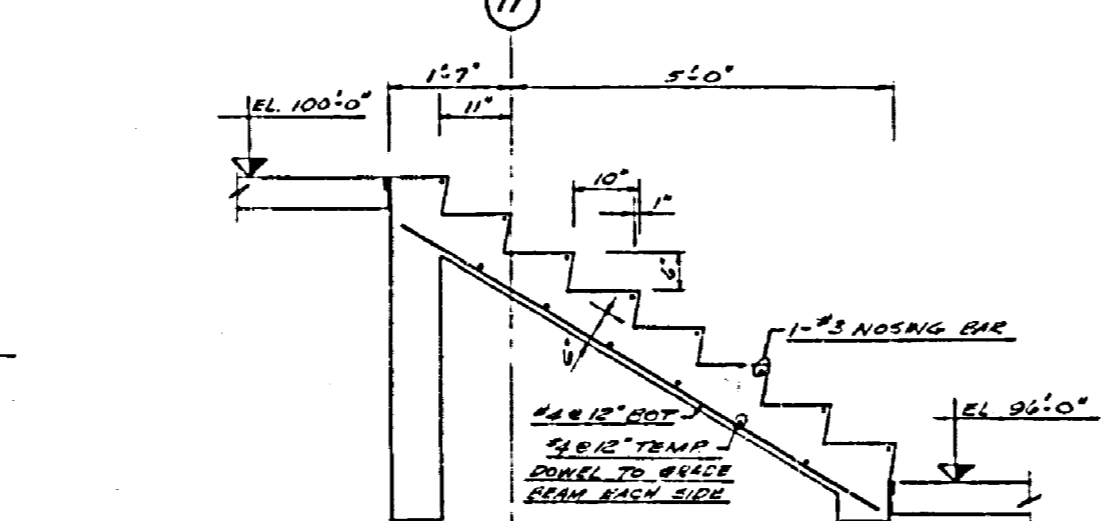 11
1'-7"
5'-0"
EL. 100'-0"
11"
10"
1"
6"
6"
1-#3 NOSING BAR
#4@12" BOT
EL 96'-0"
#4@12" TEMP.
DOWEL TO GRADE
BEAM EACH SIDE